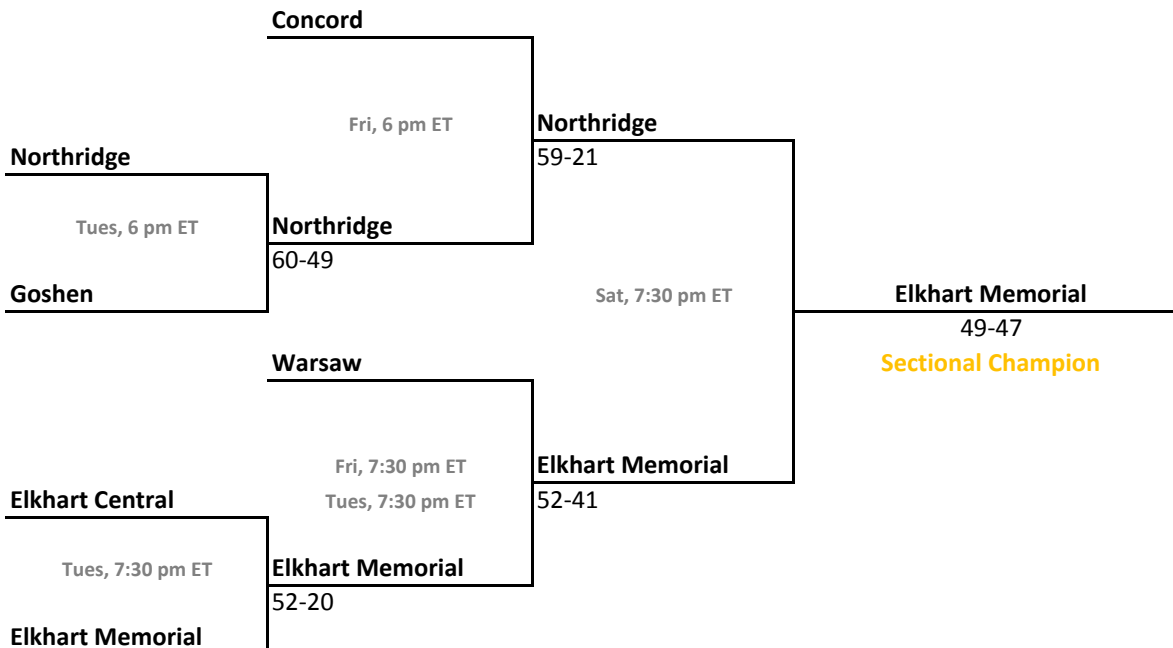 Concord
Fri, 6 pm ET
Northridge
Northridge
59-21
Tues, 6 pm ET
Northridge
60-49
Goshen
Sat, 7:30 pm ET
Elkhart Memorial
49-47
Warsaw
Sectional Champion
Fri, 7:30 pm ET
Elkhart Memorial
Elkhart Central
Tues, 7:30 pm ET
52-41
Tues, 7:30 pm ET
Elkhart Memorial
52-20
Elkhart Memorial